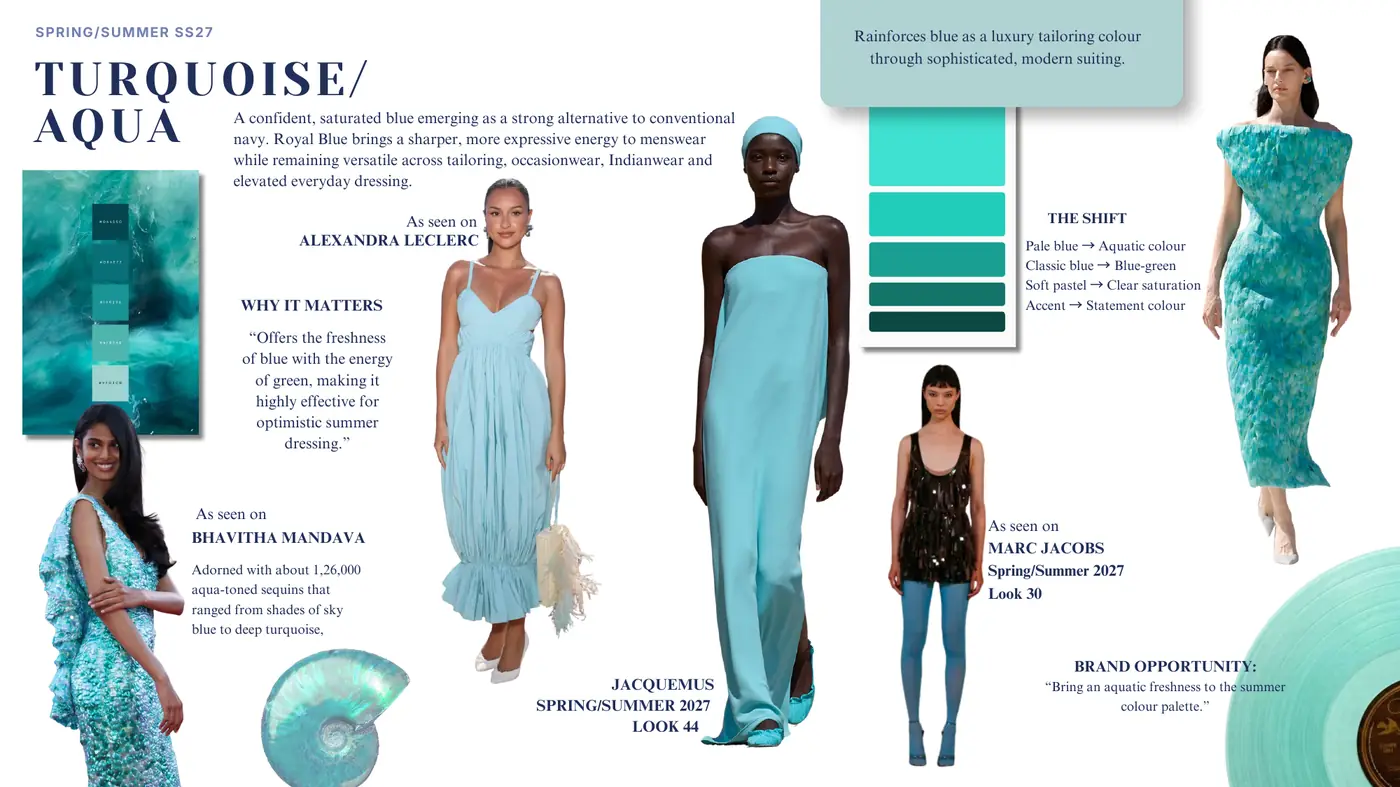 SPRING/SUMMER SS27
TURQUOISE/
AQUA
A confident, saturated blue emerging as a strong alternative to conventional
navy. Royal Blue brings a sharper, more expressive energy to menswear
while remaining versatile across tailoring, occasionwear, Indianwear and
elevated everyday dressing.
Rainforces blue as a luxury tailoring colour
through sophisticated, modern suiting.
As seen on
ALEXANDRA LECLERC
WHY IT MATTERS
“Offers the freshness
of blue with the energy
of green, making it
highly effective for
optimistic summer
dressing.”
THE SHIFT
Pale blue → Aquatic colour
Classic blue → Blue-green
Soft pastel → Clear saturation
Accent → Statement colour
As seen on
BHAVITHA MANDAVA
Adorned with about 1,26,000
aqua-toned sequins that
ranged from shades of sky
blue to deep turquoise,
JACQUEMUS
SPRING/SUMMER 2027
LOOK 44
As seen on
MARC JACOBS
Spring/Summer 2027
Look 30
BRAND OPPORTUNITY:
“Bring an aquatic freshness to the summer
colour palette.”